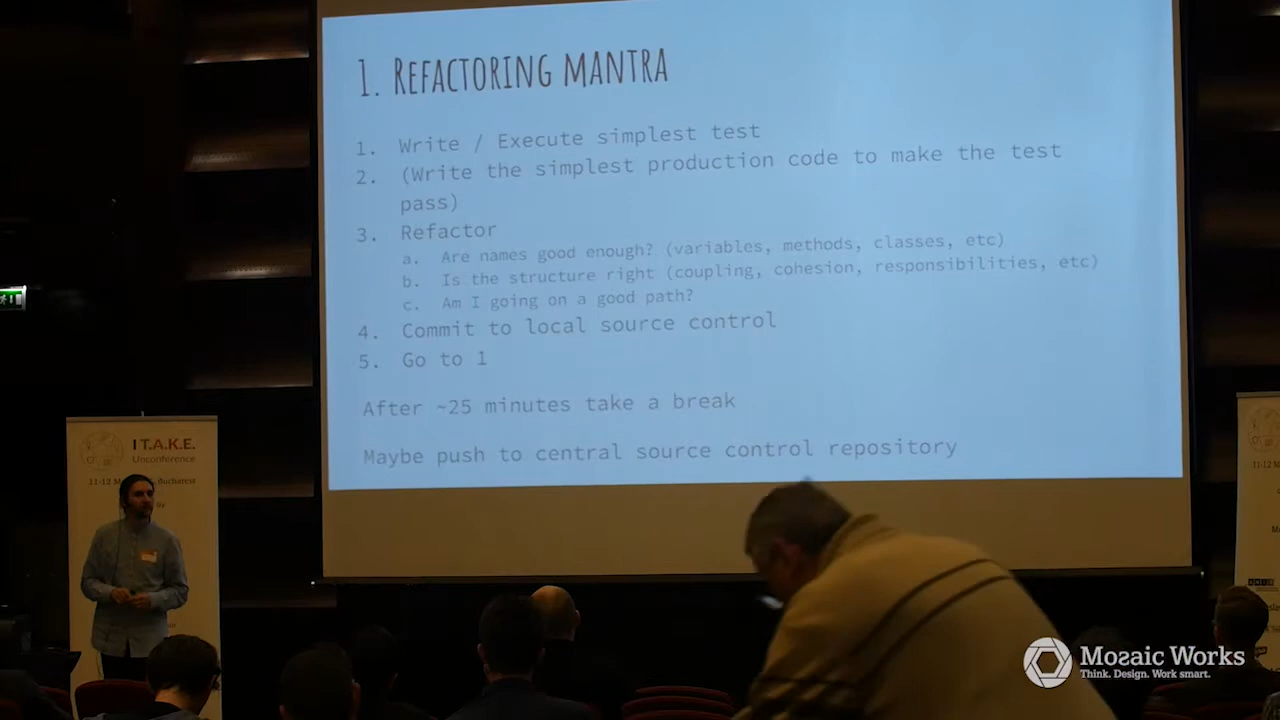 1. Refactoring mantra
1. Write / Execute simplest test
2. (Write the simplest production code to make the test
pass)
3. Refactor
a. Are names good enough? (variables, methods, classes, etc)
b. Is the structure right (coupling, cohesion, responsibilities, etc)
c. Am I going on a good path?
4. Commit to local source control
5. Go to 1
After ~25 minutes take a break
Maybe push to central source control repository
I T.A.K.E.
Unconference
Bucharest
11-12
Mozaic Works
Think. Design. Work smart.